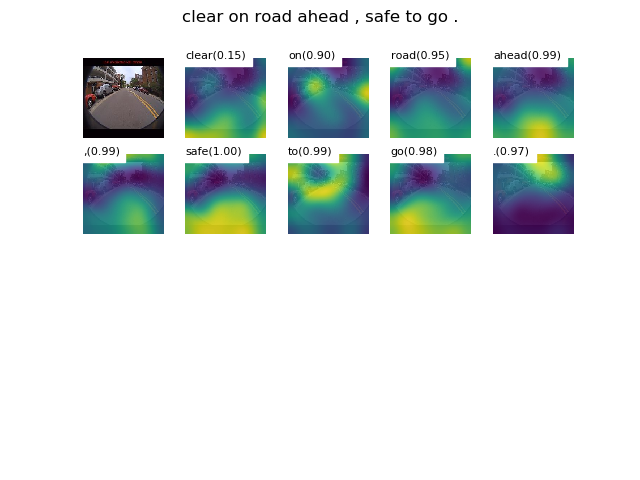 clear on road ahead , safe to go .
clear(0.15) on(0.90) road(0.95) ahead(0.99)
,(0.99) safe(1.00) to(0.99) go(0.98) .(0.97)